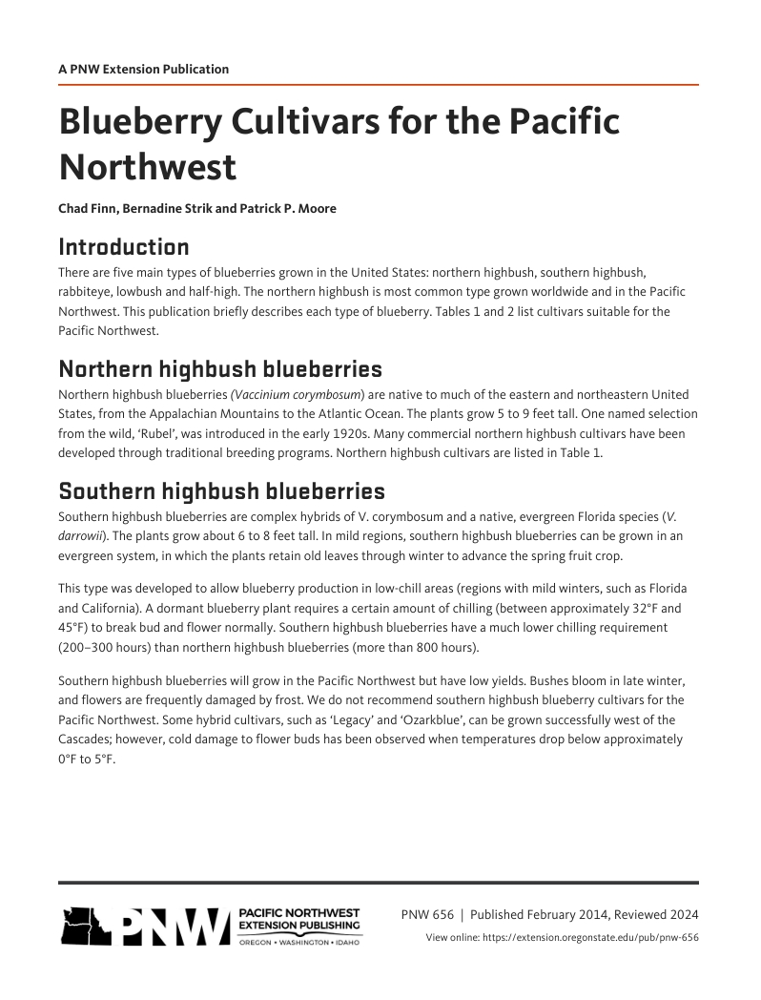 A PNW Extension Publication
Blueberry Cultivars for the Pacific
Northwest
Chad Finn, Bernadine Strik and Patrick P. Moore
Introduction
There are five main types of blueberries grown in the United States: northern highbush, southern highbush,
rabbiteye, lowbush and half-high. The northern highbush is most common type grown worldwide and in the Pacific
Northwest. This publication briefly describes each type of blueberry. Tables 1 and 2 list cultivars suitable for the
Pacific Northwest.
Northern highbush blueberries
Northern highbush blueberries (Vaccinium corymbosum) are native to much of the eastern and northeastern United
States, from the Appalachian Mountains to the Atlantic Ocean. The plants grow 5 to 9 feet tall. One named selection
from the wild, ‘Rubel’, was introduced in the early 1920s. Many commercial northern highbush cultivars have been
developed through traditional breeding programs. Northern highbush cultivars are listed in Table 1.
Southern highbush blueberries
Southern highbush blueberries are complex hybrids of V. corymbosum and a native, evergreen Florida species (V.
darrowii). The plants grow about 6 to 8 feet tall. In mild regions, southern highbush blueberries can be grown in an
evergreen system, in which the plants retain old leaves through winter to advance the spring fruit crop.
This type was developed to allow blueberry production in low-chill areas (regions with mild winters, such as Florida
and California). A dormant blueberry plant requires a certain amount of chilling (between approximately 32°F and
45°F) to break bud and flower normally. Southern highbush blueberries have a much lower chilling requirement
(200–300 hours) than northern highbush blueberries (more than 800 hours).
Southern highbush blueberries will grow in the Pacific Northwest but have low yields. Bushes bloom in late winter,
and flowers are frequently damaged by frost. We do not recommend southern highbush blueberry cultivars for the
Pacific Northwest. Some hybrid cultivars, such as ‘Legacy’ and ‘Ozarkblue’, can be grown successfully west of the
Cascades; however, cold damage to flower buds has been observed when temperatures drop below approximately
0°F to 5°F.
PNW
PACIFIC NORTHWEST
EXTENSION PUBLISHING
OREGON • WASHINGTON • IDAHO
PNW 656 | Published February 2014, Reviewed 2024
View online: https://extension.oregonstate.edu/pub/pnw-656